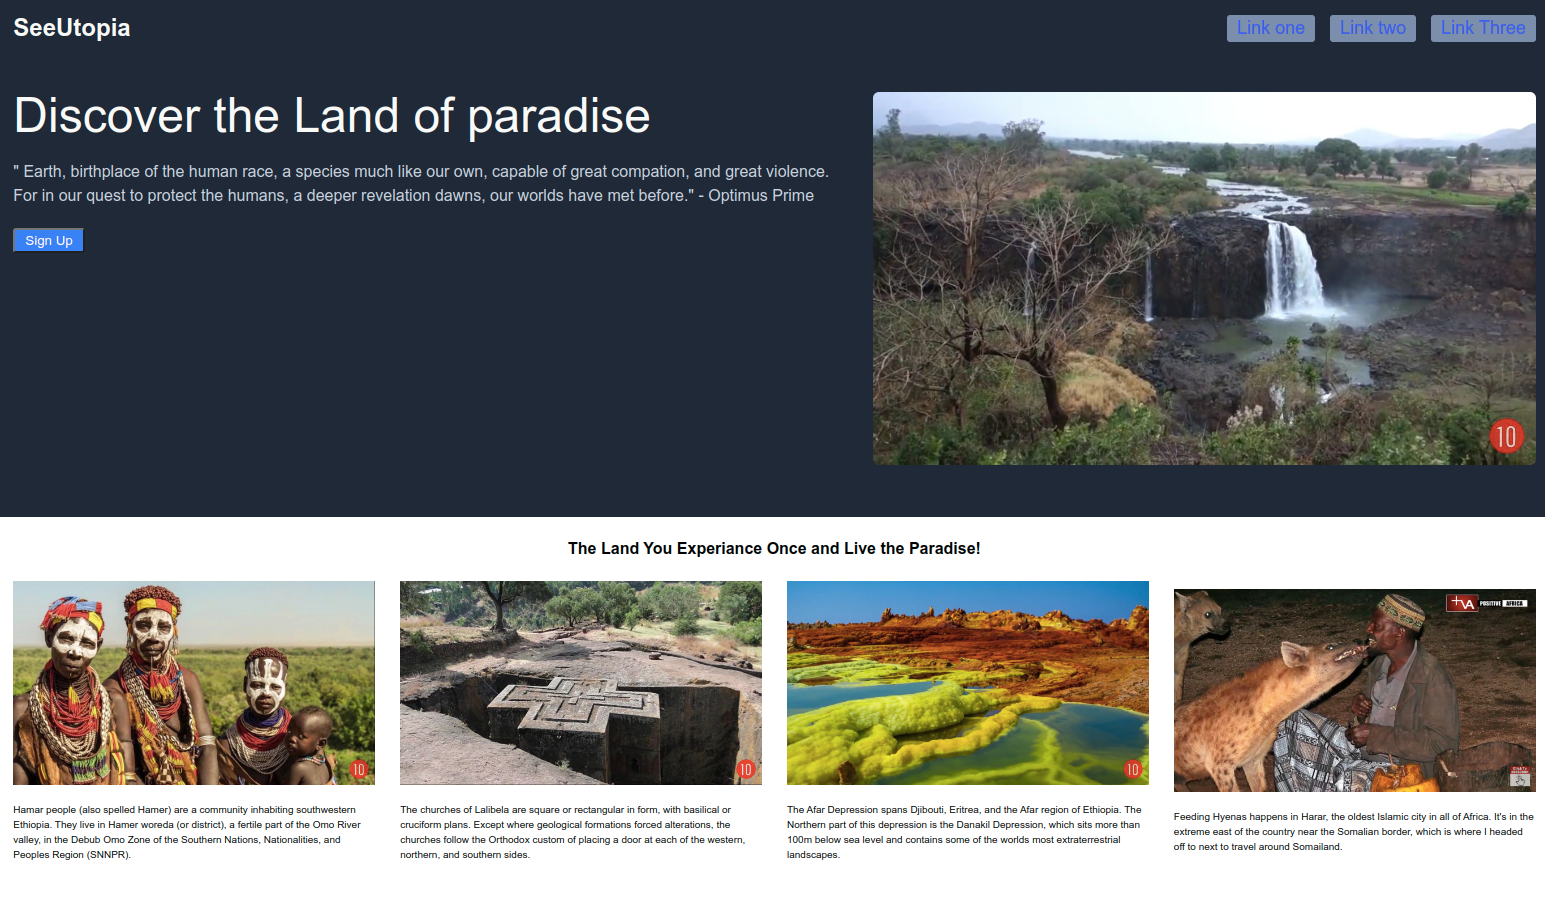 SeeUtopia
Link one
Link two
Link Three
Discover the Land of paradise
" Earth, birthplace of the human race, a species much like our own, capable of great compation, and great violence.
For in our quest to protect the humans, a deeper revelation dawns, our worlds have met before." - Optimus Prime
Sign Up
10
The Land You Experiance Once and Live the Paradise!
10
Hamar people (also spelled Hamer) are a community inhabiting southwestern
Ethiopia. They live in Hamer woreda (or district), a fertile part of the Omo River
valley, in the Debub Omo Zone of the Southern Nations, Nationalities, and
Peoples Region (SNNPR).
10
The churches of Lalibela are square or rectangular in form, with basilical or
cruciform plans. Except where geological formations forced alterations, the
churches follow the Orthodox custom of placing a door at each of the western,
northern, and southern sides.
10
The Afar Depression spans Djibouti, Eritrea, and the Afar region of Ethiopia. The
Northern part of this depression is the Danakil Depression, which sits more than
100m below sea level and contains some of the worlds most extraterrestrial
landscapes.
+VA POSITIVE AFRICA
Feeding Hyenas happens in Harar, the oldest Islamic city in all of Africa. It's in the
extreme east of the country near the Somalian border, which is where I headed
off to next to travel around Somailand.